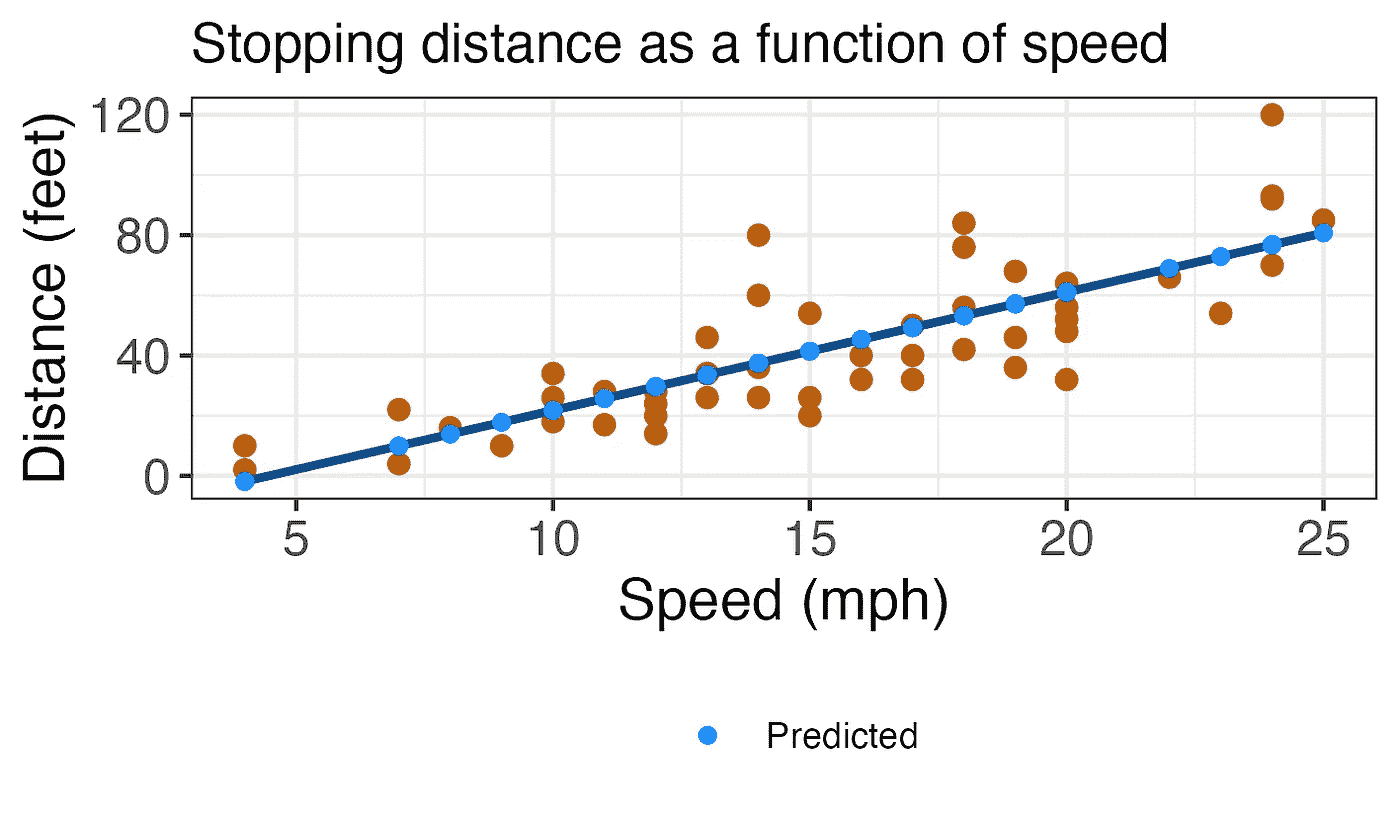 Stopping distance as a function of speed
Distance (feet)
120
80
40
0
5 10 15 20 25
Speed (mph)
Predicted